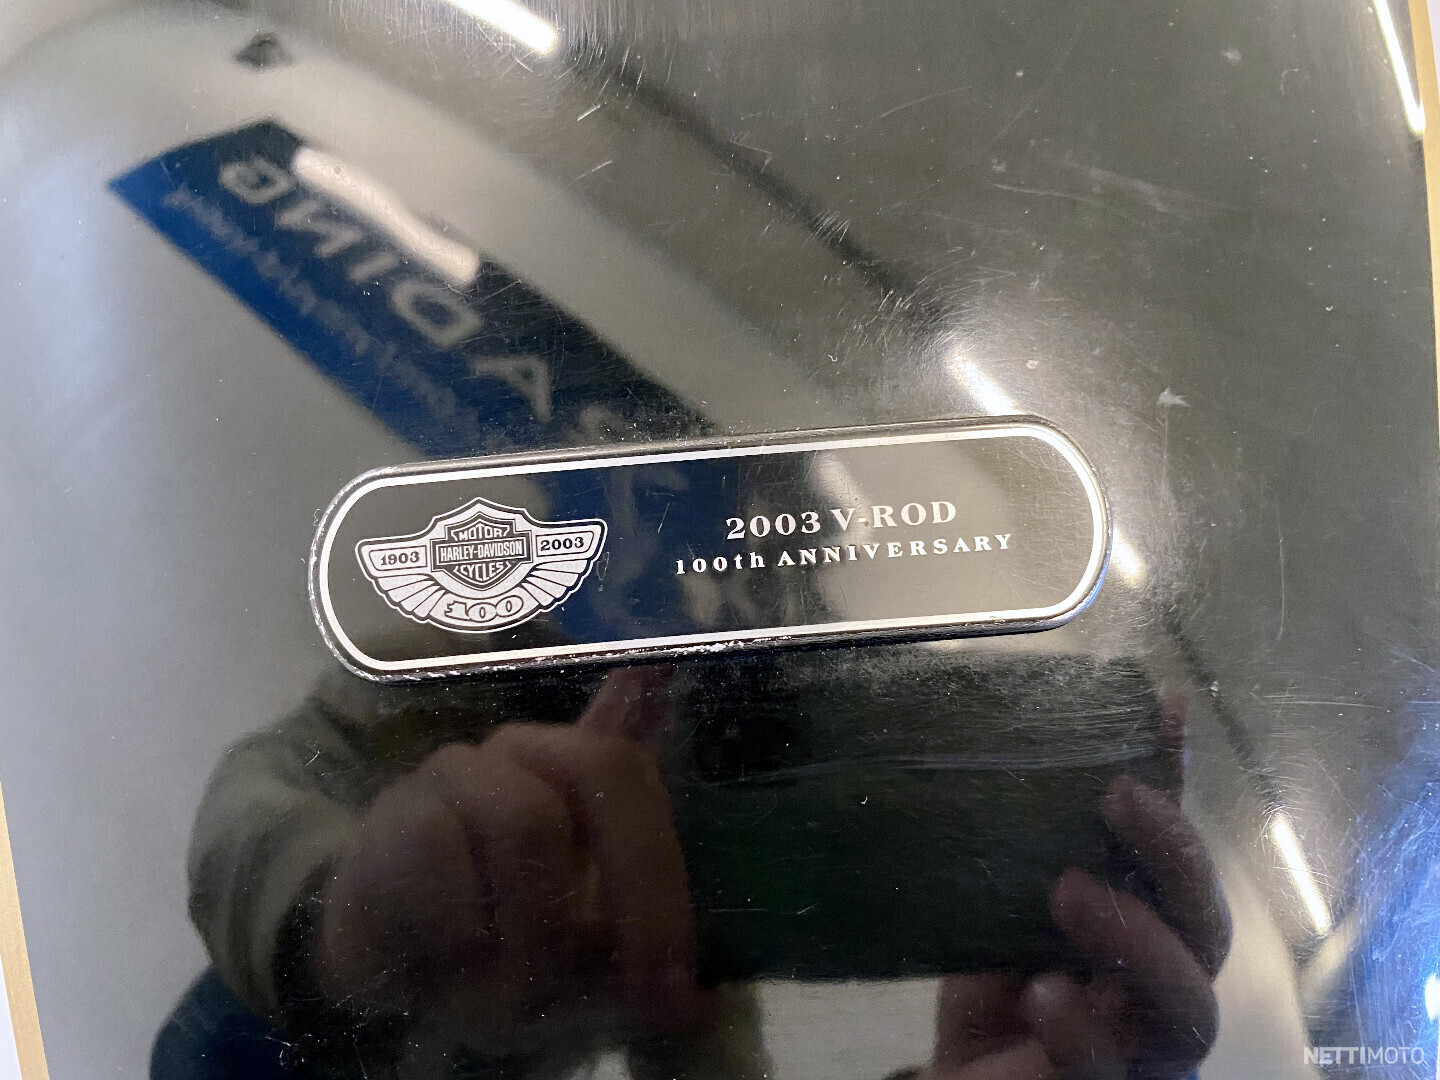 MOTOR
1903 HARLEY-DAVIDSON 2003
CYCLES
100
2003 V-ROD
100th ANNIVERSARY
NETTIMOTO